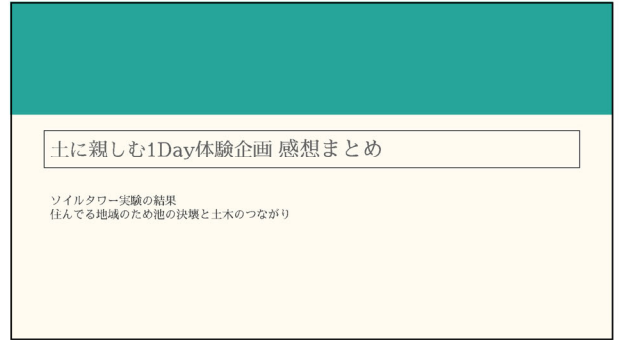 土に親しむ1Day体験企画 感想まとめ
ソイルタワー実験の結果
住んでる地域のため池の決壊と土木のつながり